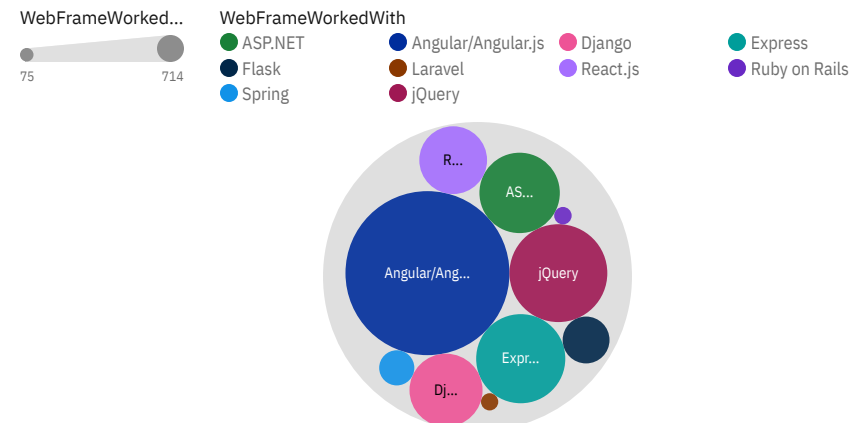 WebFrameWorked...
75
714
WebFrameWorkedWith
ASP.NET
Angular/Angular.js
Django
Express
Flask
Laravel
React.js
Ruby on Rails
Spring
jQuery
R...
AS...
Angular/Ang...
jQuery
Expr...
Dj...